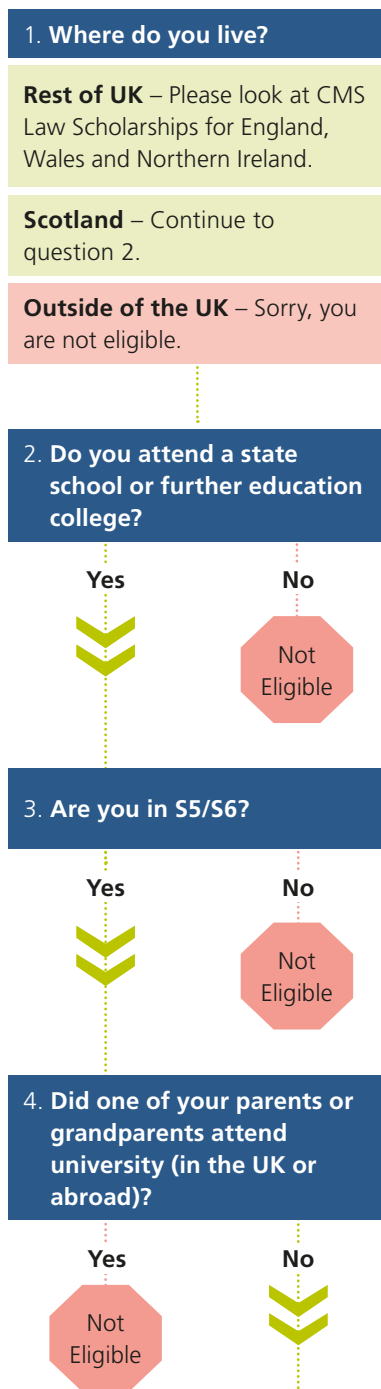 1. Where do you live?
Rest of UK – Please look at CMS
Law Scholarships for England,
Wales and Northern Ireland.
Scotland – Continue to
question 2.
Outside of the UK – Sorry, you
are not eligible.
2. Do you attend a state
school or further education
college?
Yes
No
Not
Eligible
3. Are you in S5/S6?
Yes
No
Not
Eligible
4. Did one of your parents or
grandparents attend
university (in the UK or
abroad)?
Yes
No
Not
Eligible